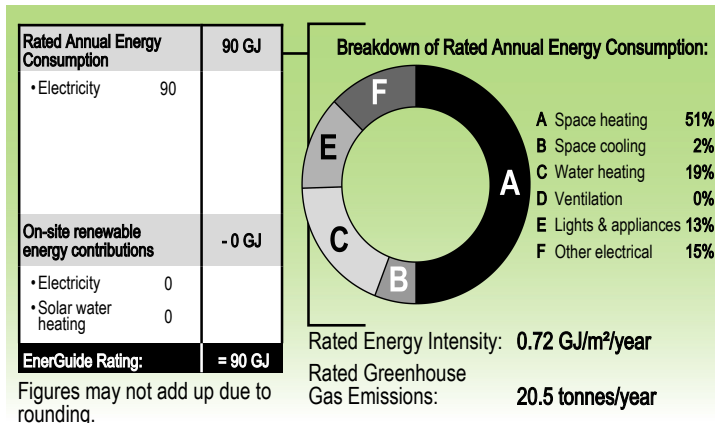 Rated Annual Energy
Consumption
90 GJ
• Electricity 90
On-site renewable
energy contributions
- 0 GJ
• Electricity 0
• Solar water
heating
0
EnerGuide Rating: = 90 GJ
Figures may not add up due to
rounding.
Breakdown of Rated Annual Energy Consumption:
F
E
A
C
B
A Space heating 51%
B Space cooling 2%
C Water heating 19%
D Ventilation 0%
E Lights & appliances 13%
F Other electrical 15%
Rated Energy Intensity: 0.72 GJ/m²/year
Rated Greenhouse
Gas Emissions: 20.5 tonnes/year